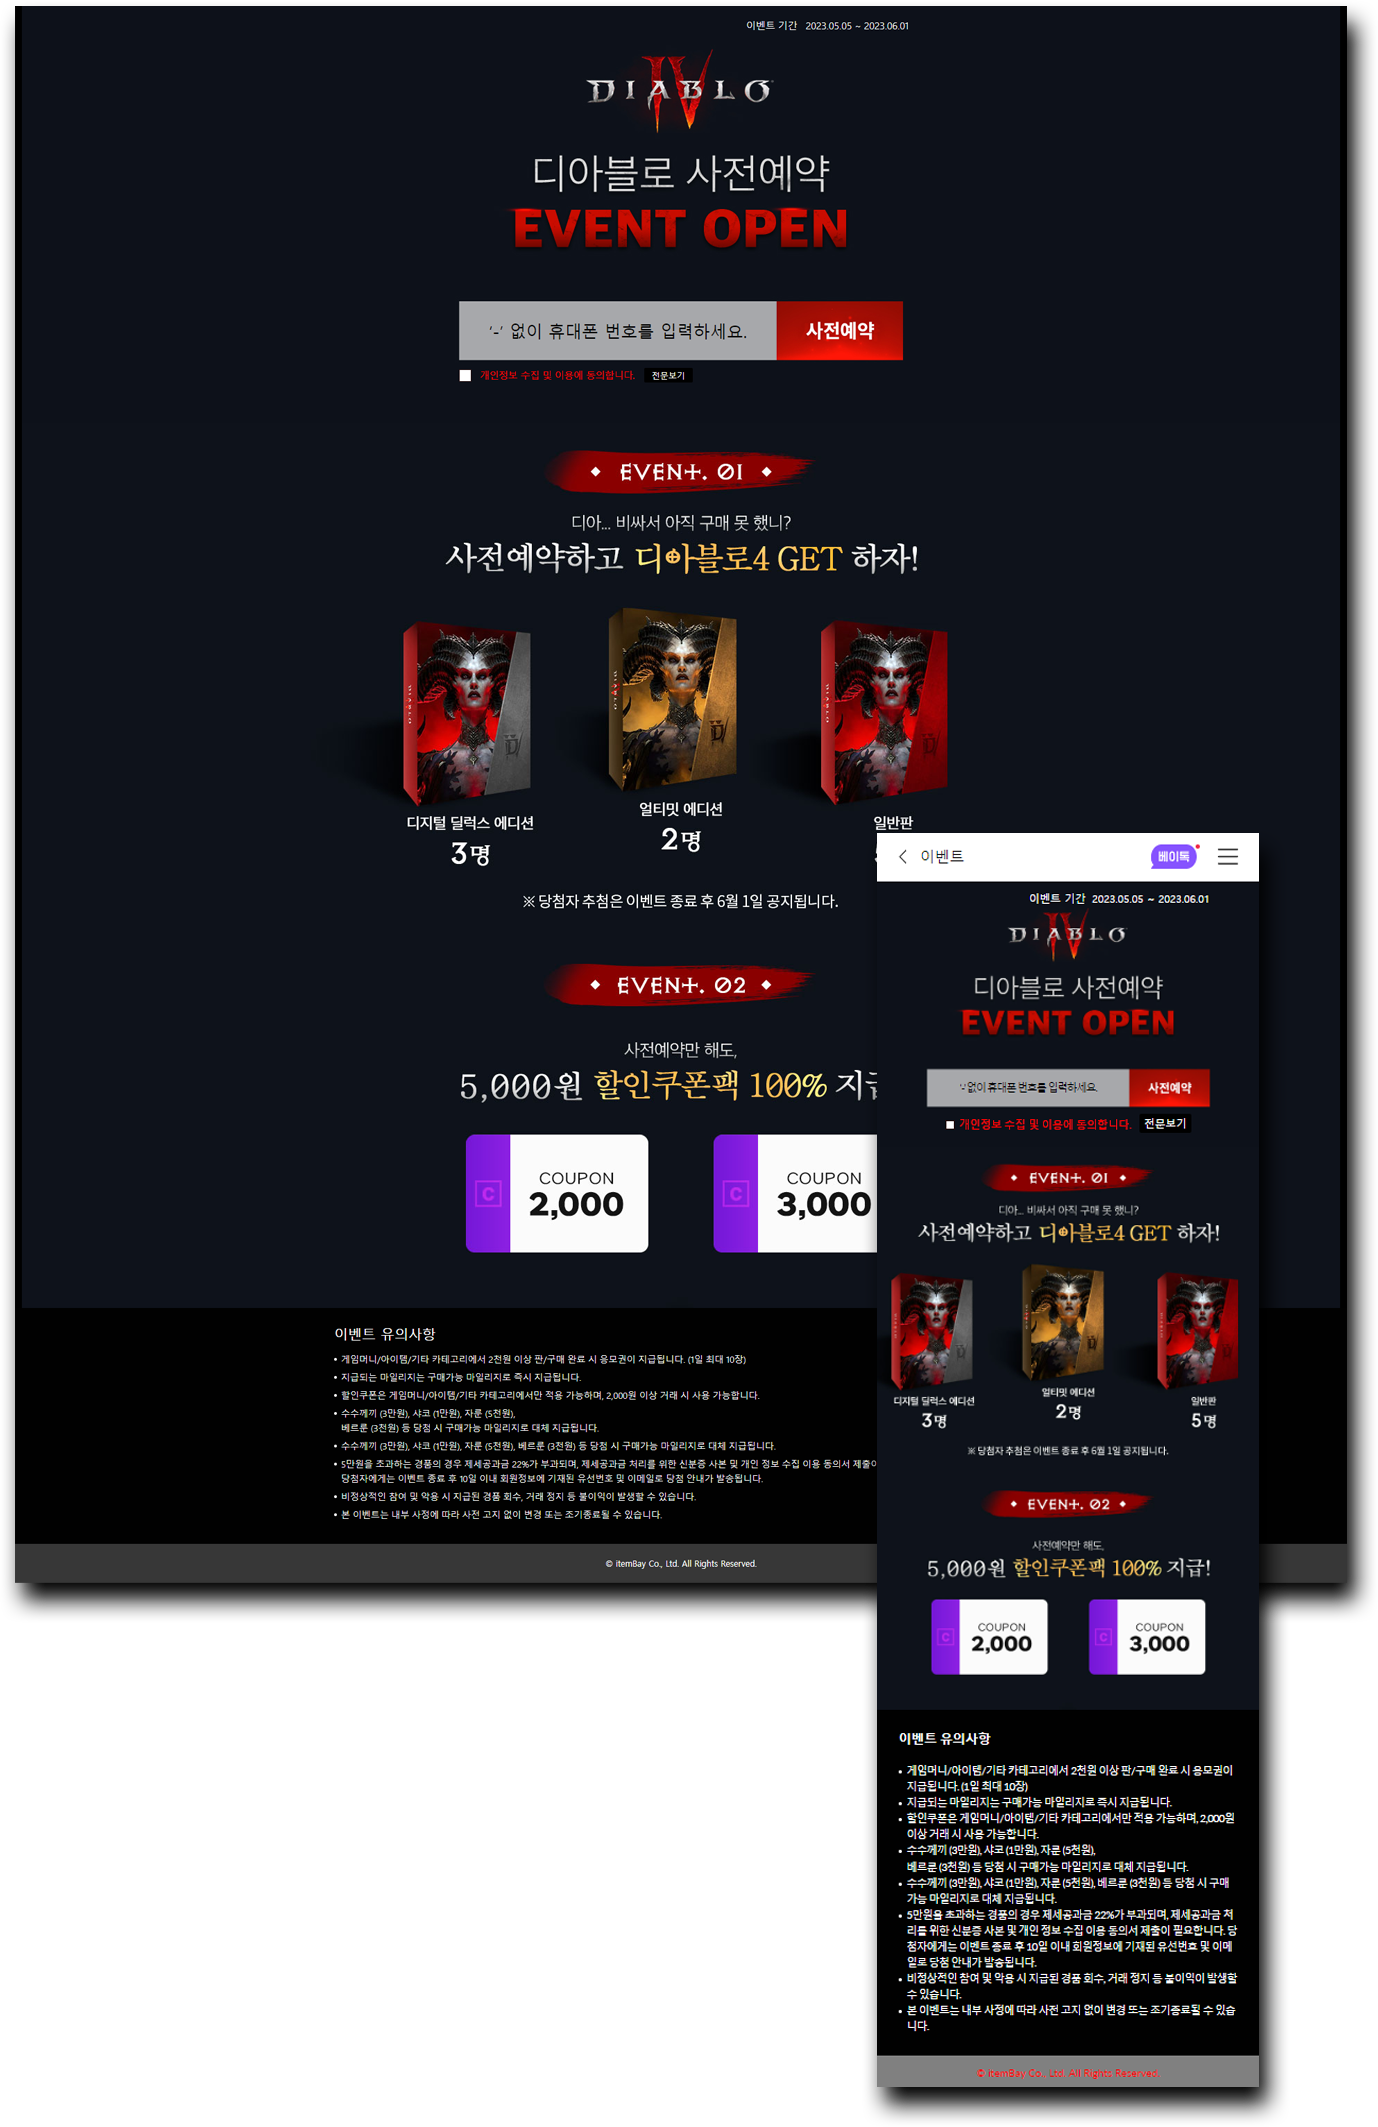 이벤트 기간 2023.05.05 ~ 2023.06.01
DIABLO
IV
디아블로 사전예약
EVENT OPEN
'-' 없이 휴대폰 번호를 입력하세요.
사전예약
개인정보 수집 및 이용에 동의합니다.
전문보기
EVENT. 01
디아... 비싸서 아직 구매 못 했니?
사전예약하고 디아블로4 GET 하자!
DIABLO
DIABLO
DIABLO
디지털 딜럭스 에디션
3명
얼티밋 에디션
2명
일반판
※ 당첨자 추첨은 이벤트 종료 후 6월 1일 공지됩니다.
EVENT. 02
사전예약만 해도,
5,000원 할인쿠폰팩 100%
C
COUPON
2,000
C
COUPON
3,000
이벤트 유의사항
• 게임머니/아이템/기타 카테고리에서 2천원 이상 판/구매 완료 시 응모권이 지급됩니다. (1일 최대 10장)
• 지급되는 마일리지는 구매가능 마일리지로 즉시 지급됩니다.
• 할인쿠폰은 게임머니/아이템/기타 카테고리에서만 적용 가능하며, 2,000원 이상 거래 시 사용 가능합니다.
• 수수께끼 (3만원), 샤코 (1만원), 자룬 (5천원),
베르룬 (3천원) 등 당첨 시 구매가능 마일리지로 대체 지급됩니다.
• 수수께끼 (3만원), 샤코 (1만원), 자룬 (5천원), 베르룬 (3천원) 등 당첨 시 구매가능 마일리지로 대체 지급됩니다.
• 5만원을 초과하는 경품의 경우 제세공과금 22%가 부과되며, 제세공과금 처리를 위한 신분증 사본 및 개인 정보 수집 이용 동의서 제출이
당첨자에게는 이벤트 종료 후 10일 이내 회원정보에 기재된 유선번호 및 이메일로 당첨 안내가 발송됩니다.
• 비정상적인 참여 및 악용 시 지급된 경품 회수, 거래 정지 등 불이익이 발생할 수 있습니다.
• 본 이벤트는 내부 사정에 따라 사전 고지 없이 변경 또는 조기종료될 수 있습니다.
© itemBay Co., Ltd. All Rights Reserved.
이벤트
베이톡
이벤트 기간 2023.05.05 ~ 2023.06.01
DIABLO
IV
디아블로 사전예약
EVENT OPEN
'-' 없이 휴대폰 번호를 입력하세요.
사전예약
개인정보 수집 및 이용에 동의합니다.
전문보기
EVENT. 01
디아... 비싸서 아직 구매 못 했니?
사전예약하고 디아블로4 GET 하자!
디지털 딜럭스 에디션
3명
얼티밋 에디션
2명
일반판
5명
※ 당첨자 추첨은 이벤트 종료 후 6월 1일 공지됩니다.
EVENT. 02
사전예약만 해도,
5,000원 할인쿠폰팩 100% 지급!
C
COUPON
2,000
C
COUPON
3,000
이벤트 유의사항
• 게임머니/아이템/기타 카테고리에서 2천원 이상 판/구매 완료 시 응모권이
지급됩니다. (1일 최대 10장)
• 지급되는 마일리지는 구매가능 마일리지로 즉시 지급됩니다.
• 할인쿠폰은 게임머니/아이템/기타 카테고리에서만 적용 가능하며, 2,000원
이상 거래 시 사용 가능합니다.
• 수수께끼 (3만원), 샤코 (1만원), 자룬 (5천원),
베르룬 (3천원) 등 당첨 시 구매가능 마일리지로 대체 지급됩니다.
• 수수께끼 (3만원), 샤코 (1만원), 자룬 (5천원), 베르룬 (3천원) 등 당첨 시 구매
가능 마일리지로 대체 지급됩니다.
• 5만원을 초과하는 경품의 경우 제세공과금 22%가 부과되며, 제세공과금 처
리를 위한 신분증 사본 및 개인 정보 수집 이용 동의서 제출이 필요합니다. 당
첨자에게는 이벤트 종료 후 10일 이내 회원정보에 기재된 유선번호 및 이메
일로 당첨 안내가 발송됩니다.
• 비정상적인 참여 및 악용 시 지급된 경품 회수, 거래 정지 등 불이익이 발생할
수 있습니다.
• 본 이벤트는 내부 사정에 따라 사전 고지 없이 변경 또는 조기종료될 수 있습
니다.
© itemBay Co., Ltd. All Rights Reserved.